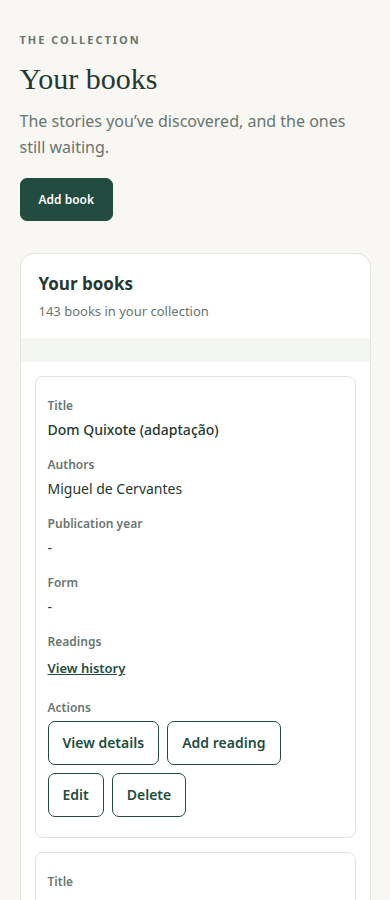 THE COLLECTION
Your books
The stories you’ve discovered, and the ones
still waiting.
Add book
Your books
143 books in your collection
Title
Dom Quixote (adaptação)
Authors
Miguel de Cervantes
Publication year
-
Form
-
Readings
View history
Actions
View details
Add reading
Edit
Delete
Title